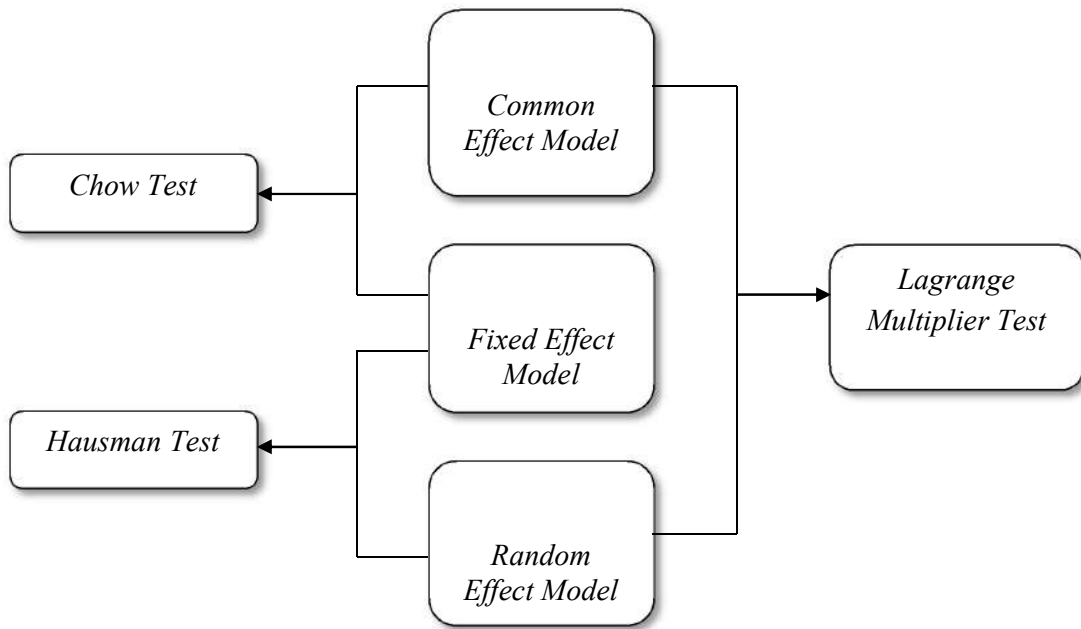 Common
Effect Model
Chow Test
Fixed Effect
Model
Lagrange
Multiplier Test
Hausman Test
Random
Effect Model